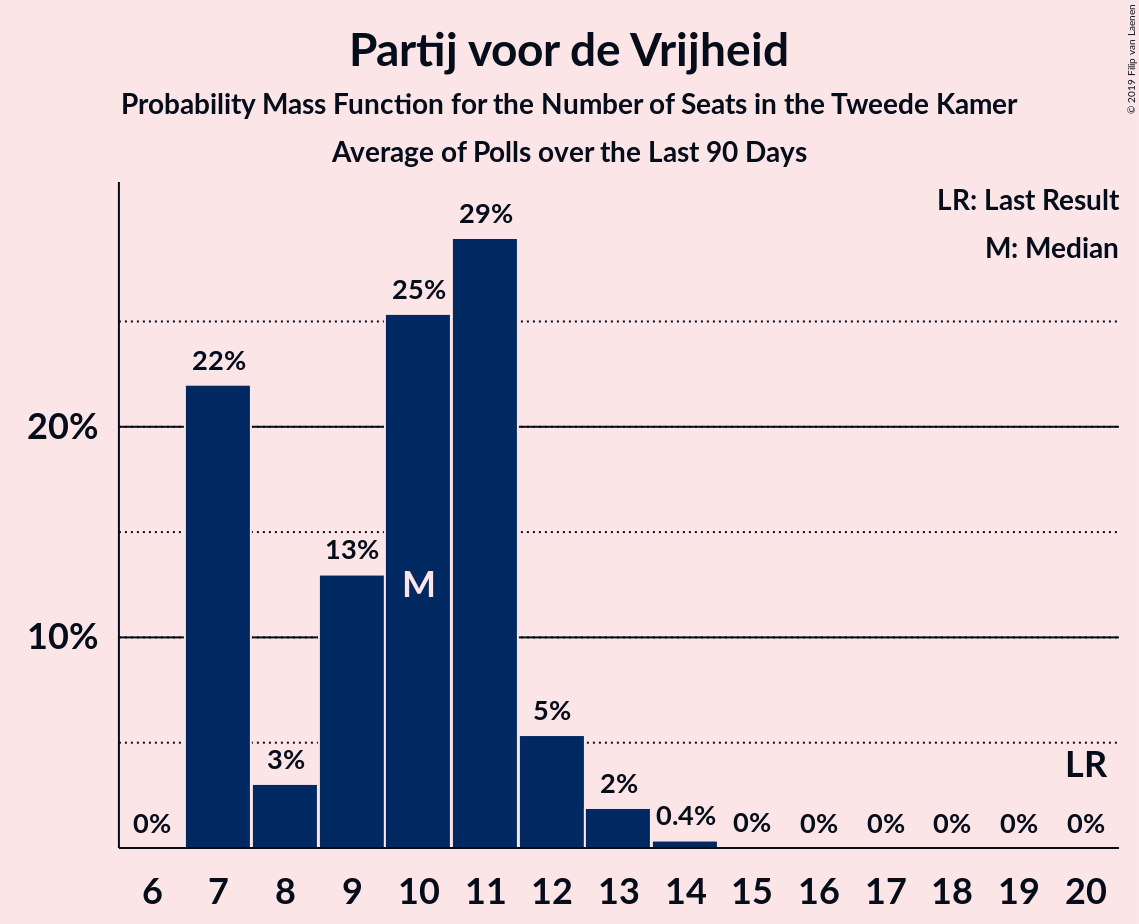 Partij voor de Vrijheid
Probability Mass Function for the Number of Seats in the Tweede Kamer
Average of Polls over the Last 90 Days
© 2019 Filip van Laenen
LR: Last Result
M: Median
29%
25%
22%
20%
13%
M
10%
5%
3%
LR
2%
0% 0.4% 0% 0% 0% 0% 0% 0%
6 7 8 9 10 11 12 13 14 15 16 17 18 19 20